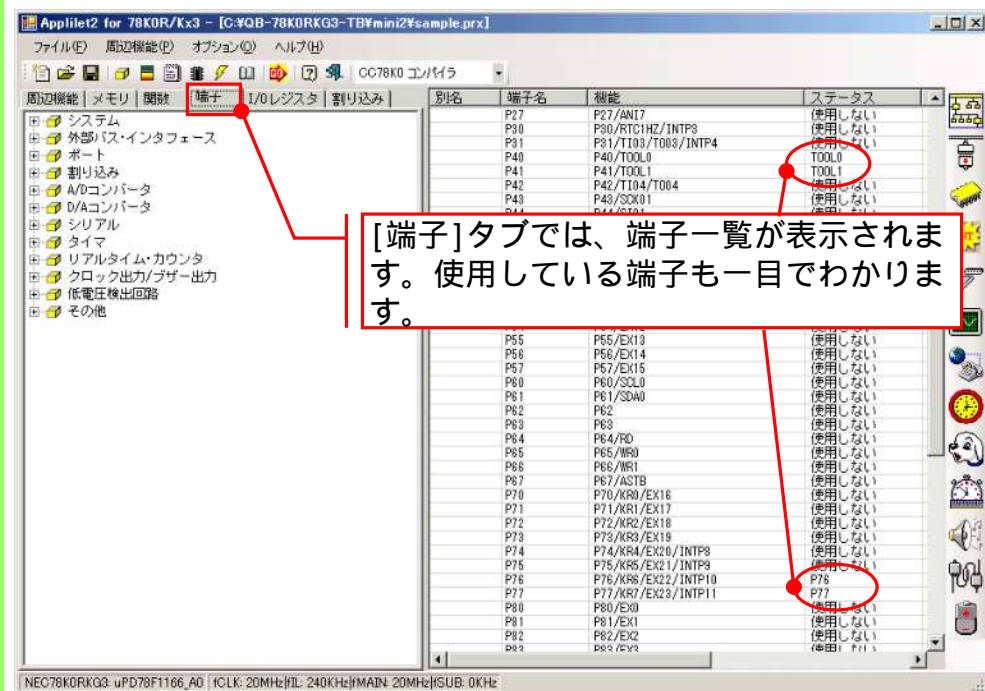 Applilet2 for 78K0R/Kx3 - [C:¥QB-78K0RKG3-TB¥mini2¥sample.prx]
ファイル(F) 周辺機能(P) オプション(O) ヘルプ(H)
CC78K0 コンパイラ
周辺機能 メモリ 関数 端子 I/Oレジスタ 割り込み
システム
外部バス・インタフェース
ポート
割り込み
A/Dコンバータ
D/Aコンバータ
シリアル
タイマ
リアルタイム・カウンタ
クロック出力/ブザー出力
低電圧検出回路
その他
別名 端子名 機能 ステータス
P27 P27/ANI7 使用しない
P30 P30/RTC1HZ/INTP3 使用しない
P31 P31/TI03/TO03/INTP4 使用しない
P40 P40/TOOL0 TOOL0
P41 P41/TOOL1 TOOL1
P42 P42/TI04/TO04 使用しない
P43 P43/SCK01 使用しない
P44 P44/SI01 使用しない
[端子]タブでは、端子一覧が表示されま
す。使用している端子も一目でわかりま
す。
P55 P55/EX13 使用しない
P56 P56/EX14 使用しない
P57 P57/EX15 使用しない
P60 P60/SCL0 使用しない
P61 P61/SDA0 使用しない
P62 P62 使用しない
P63 P63 使用しない
P64 P64/RD 使用しない
P65 P65/WR0 使用しない
P66 P66/WR1 使用しない
P67 P67/ASTB 使用しない
P70 P70/KR0/EX16 使用しない
P71 P71/KR1/EX17 使用しない
P72 P72/KR2/EX18 使用しない
P73 P73/KR3/EX19 使用しない
P74 P74/KR4/EX20/INTP8 使用しない
P75 P75/KR5/EX21/INTP9 使用しない
P76 P76/KR6/EX22/INTP10 P76
P77 P77/KR7/EX23/INTP11 P77
P80 P80/EX0 使用しない
P81 P81/EX1 使用しない
P82 P82/EX2 使用しない
P83 P83/EX3 使用しない
NEC78K0RKG3: uPD78F1166_A0 fCLK: 20MHz|fIL: 240KHz|fMAIN: 20MHz|fSUB: 0KHz